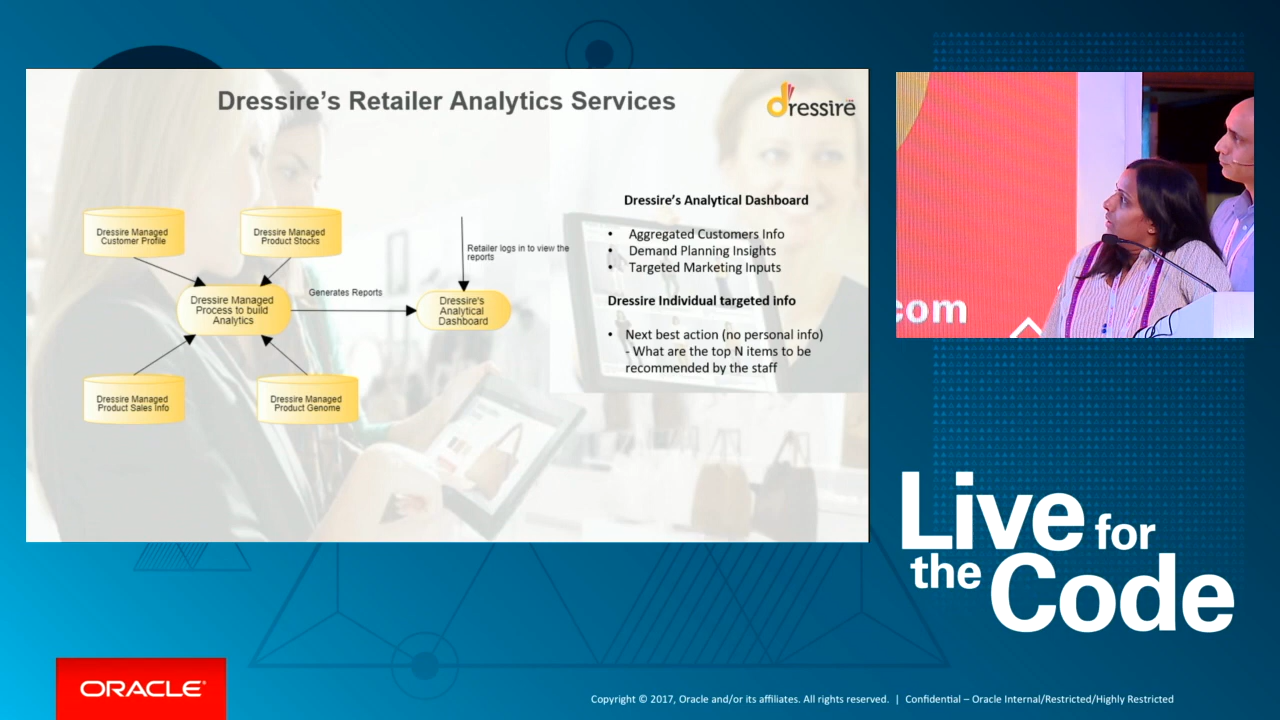 Dressire's Retailer Analytics Services
dressire
Dressire Managed
Customer Profile
Dressire Managed
Product Stocks
Retailer logs in to view the
reports
Dressire Managed
Process to build
Analytics
Generates Reports
Dressire's
Analytical
Dashboard
Dressire Managed
Product Sales Info
Dressire Managed
Product Genome
Dressire's Analytical Dashboard
• Aggregated Customers Info
• Demand Planning Insights
• Targeted Marketing Inputs
Dressire Individual targeted info
• Next best action (no personal info)
- What are the top N items to be
recommended by the staff
com
Live for
the Code
ORACLE®
Copyright © 2017, Oracle and/or its affiliates. All rights reserved. | Confidential – Oracle Internal/Restricted/Highly Restricted